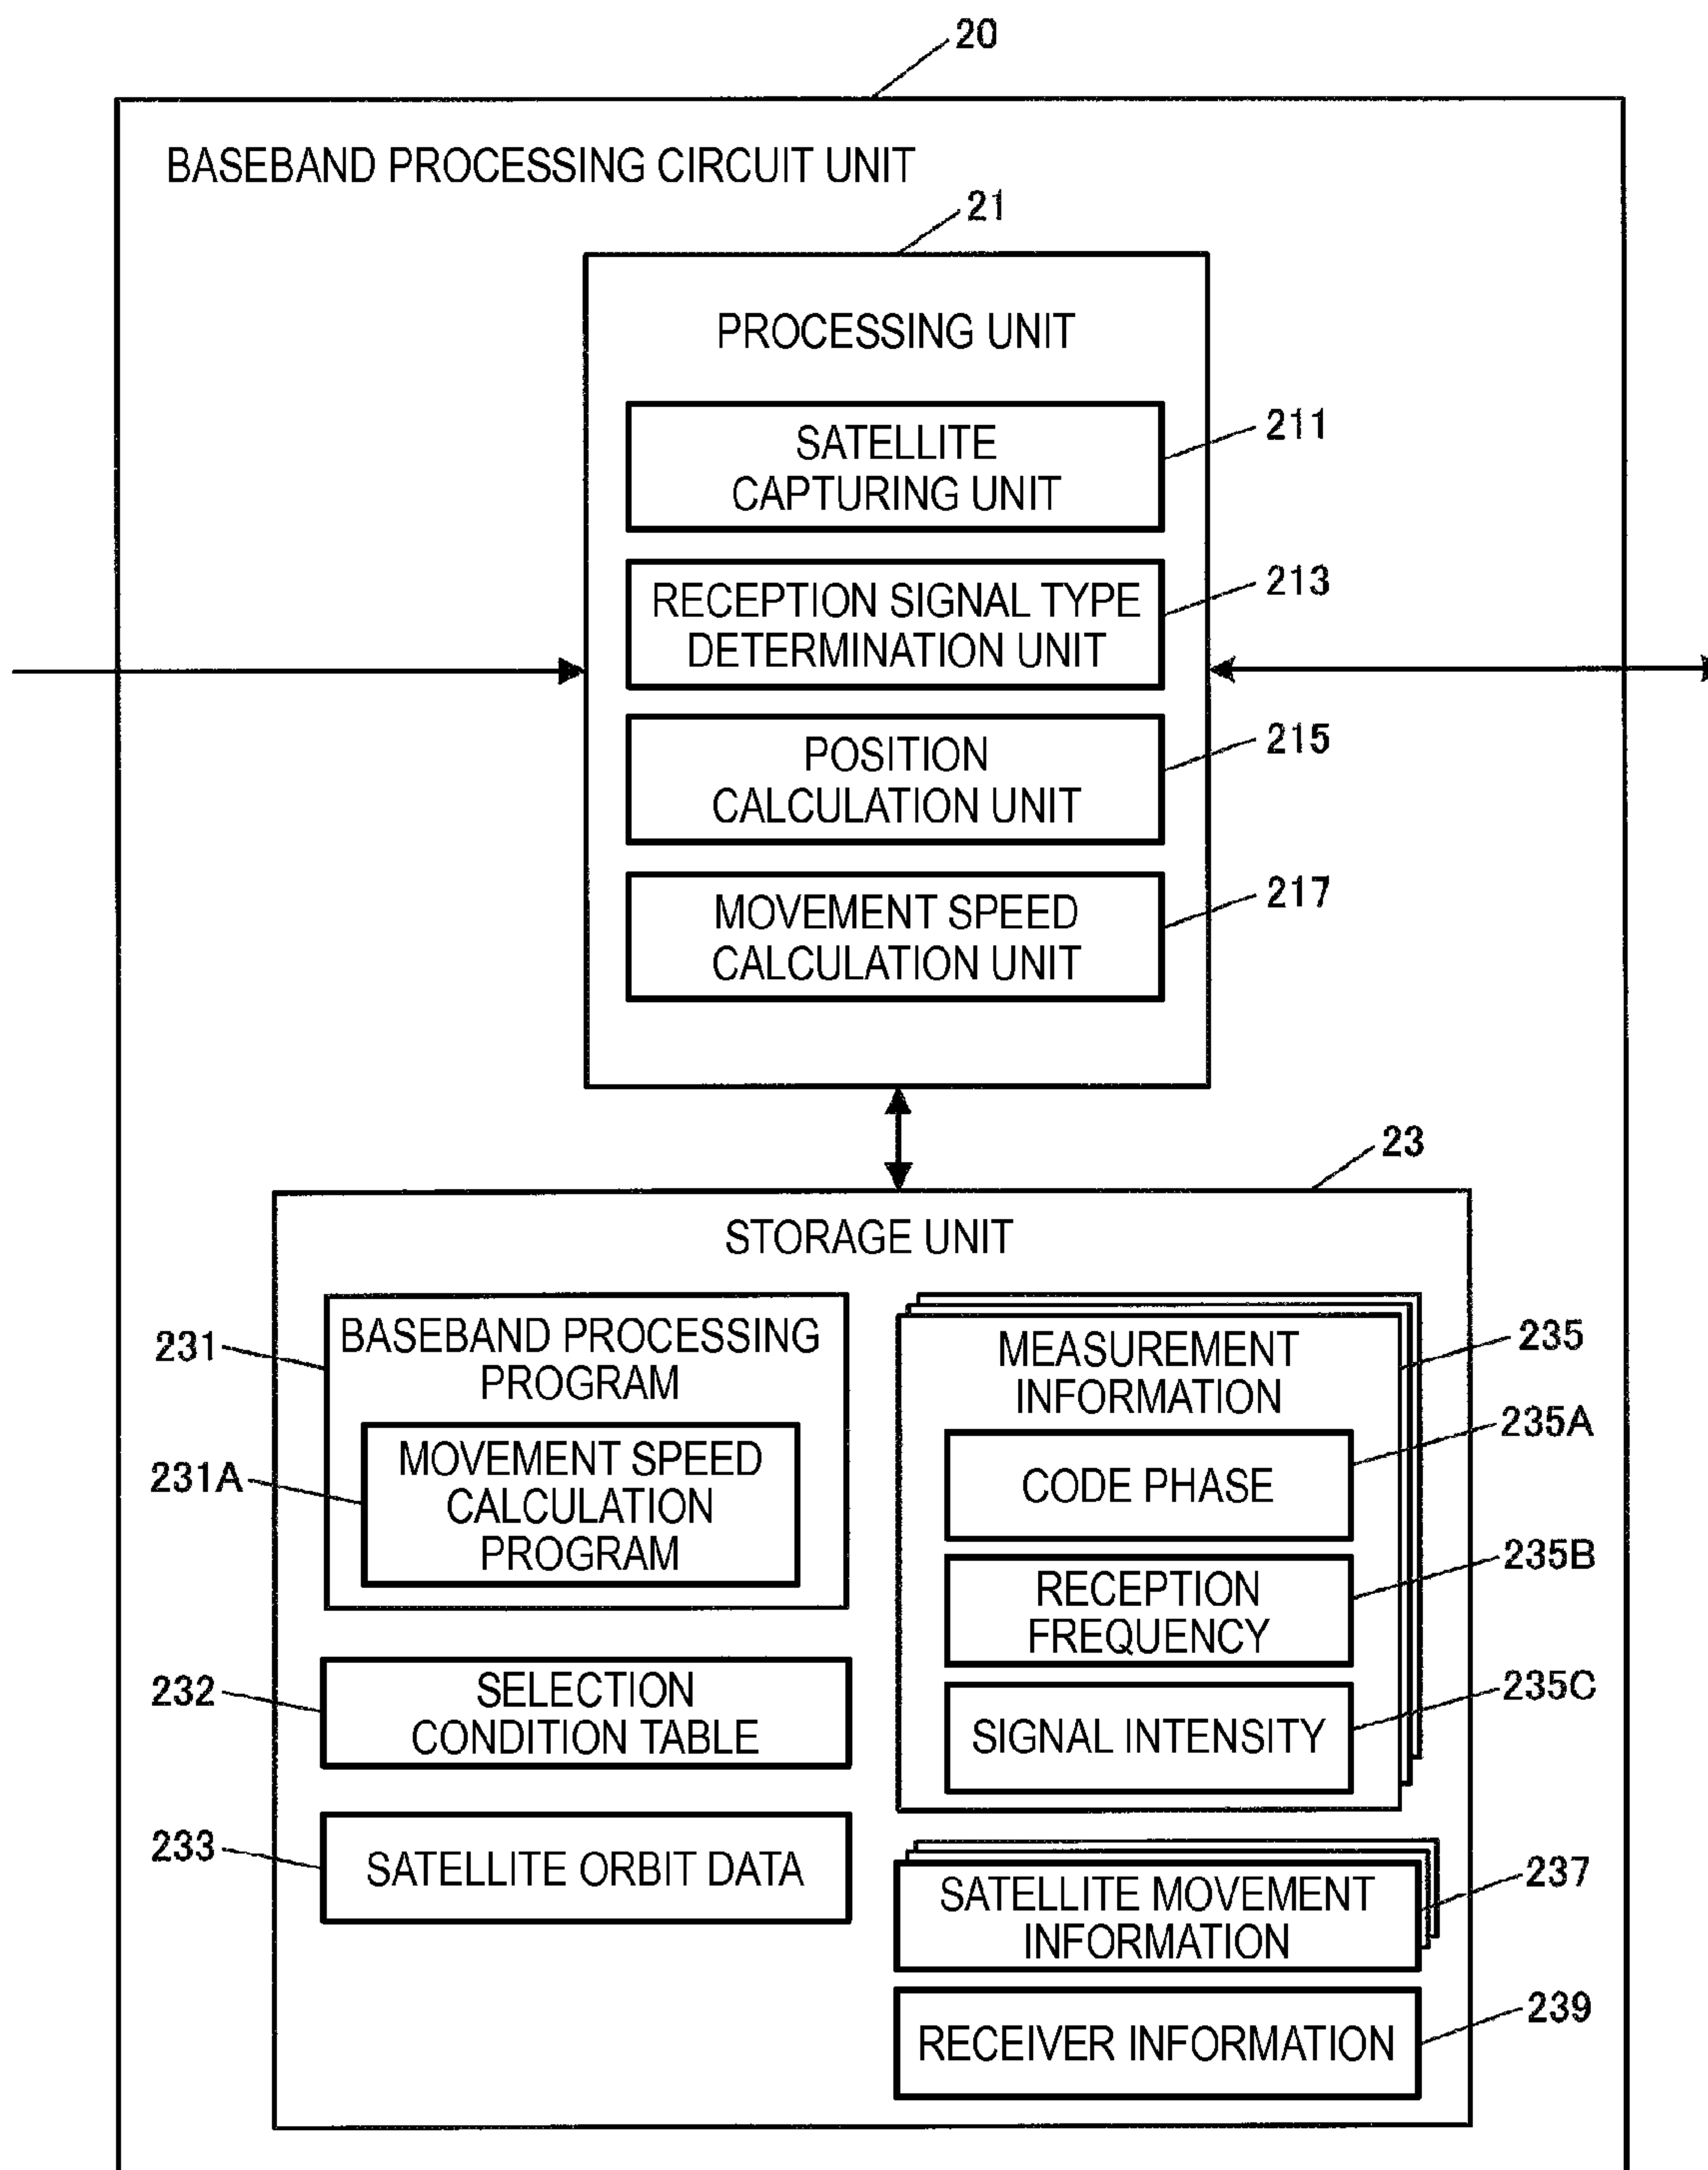 20
BASEBAND PROCESSING CIRCUIT UNIT
21
PROCESSING UNIT
SATELLITE
CAPTURING UNIT
211
RECEPTION SIGNAL TYPE
DETERMINATION UNIT
213
POSITION
CALCULATION UNIT
215
MOVEMENT SPEED
CALCULATION UNIT
217
23
STORAGE UNIT
231
BASEBAND PROCESSING
PROGRAM
231A
MOVEMENT SPEED
CALCULATION
PROGRAM
232
SELECTION
CONDITION TABLE
233
SATELLITE ORBIT DATA
MEASUREMENT
INFORMATION
235
CODE PHASE
235A
RECEPTION
FREQUENCY
235B
SIGNAL INTENSITY
235C
SATELLITE MOVEMENT
INFORMATION
237
RECEIVER INFORMATION
239